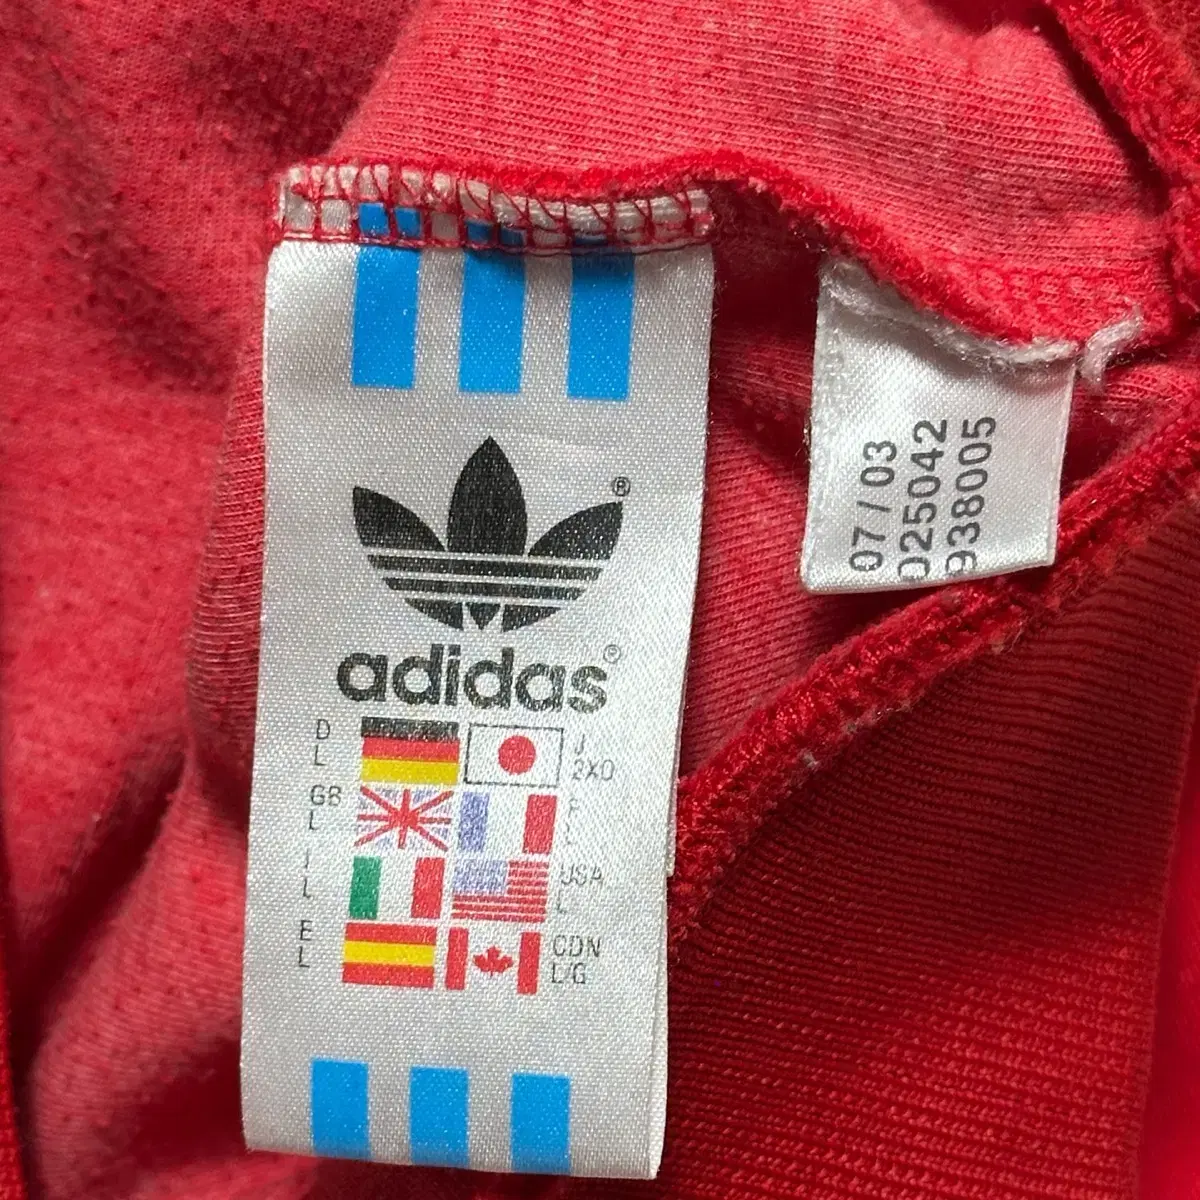 ®
adidas®
D
L
J
2XO
GB
L
F
L
I
L
USA
L
E
L
CDN
L/G
07/03
025042
938005